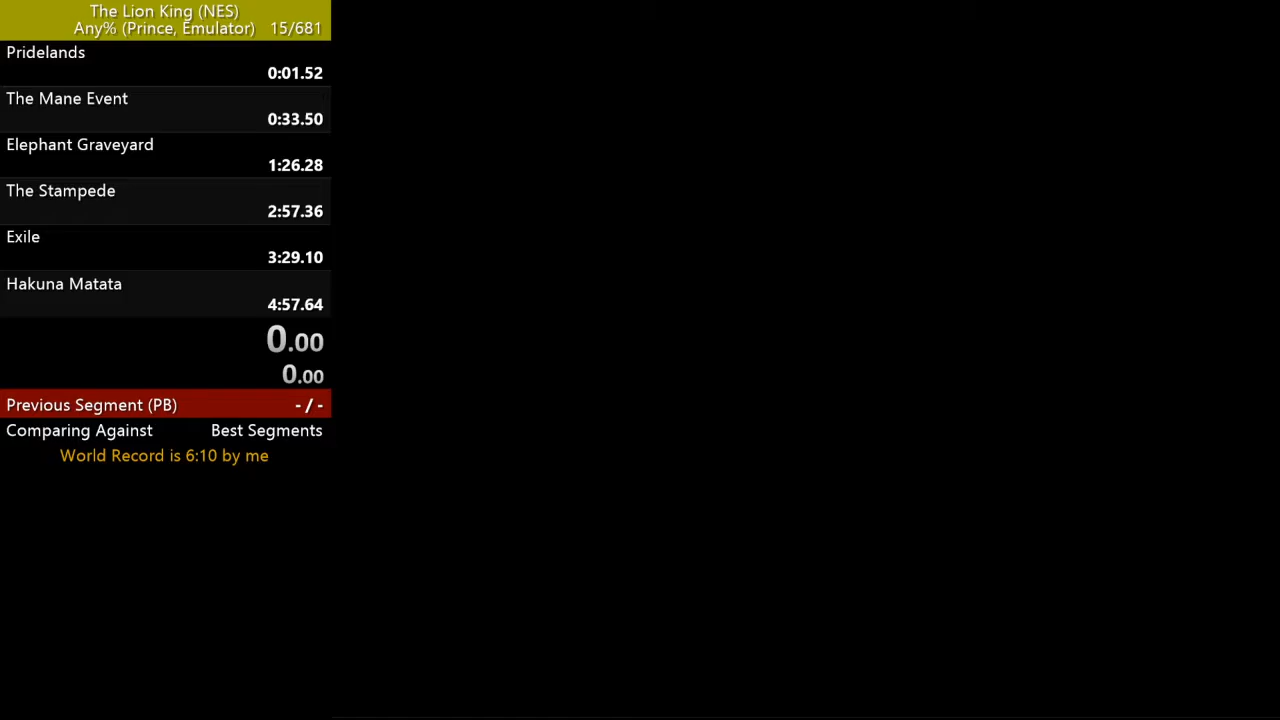 The Lion King (NES)
Any% (Prince, Emulator) 15/681
Pridelands
0:01.52
The Mane Event
0:33.50
Elephant Graveyard
1:26.28
The Stampede
2:57.36
Exile
3:29.10
Hakuna Matata
4:57.64
0.00
0.00
Previous Segment (PB) - / -
Comparing Against Best Segments
World Record is 6:10 by me